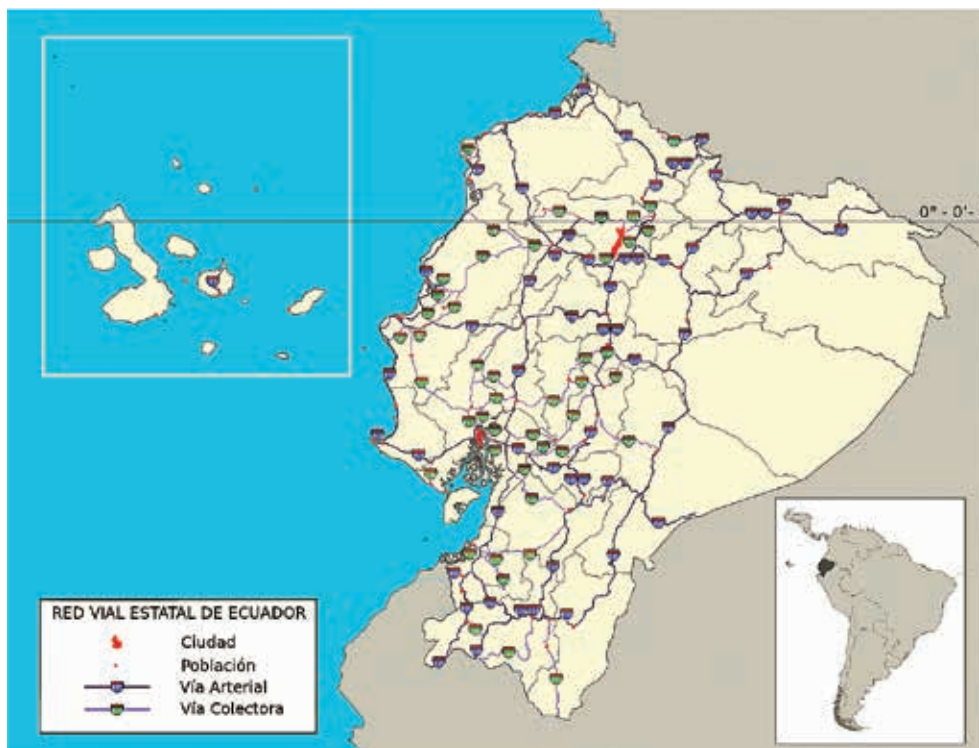 0° - 0'-
RED VIAL ESTATAL DE ECUADOR
Ciudad
Población
Vía Arterial
Vía Colectora